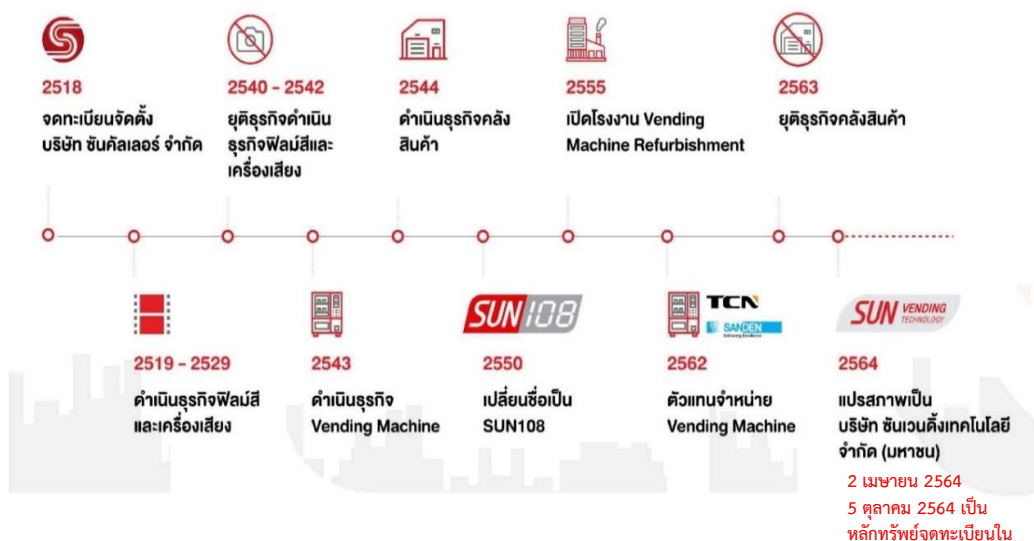 2518
จดทะเบียนจัดตั้ง
บริษัท ซันคัลเลอร์ จำกัด
2540 - 2542
ยุติธุรกิจดำเนิน
ธุรกิจฟิล์มสีและ
เครื่องเสียง
2544
ดำเนินธุรกิจคลัง
สินค้า
2555
เปิดโรงงาน Vending
Machine Refurbishment
2563
ยุติธุรกิจคลังสินค้า
2519 - 2529
ดำเนินธุรกิจฟิล์มสี
และเครื่องเสียง
2543
ดำเนินธุรกิจ
Vending Machine
SUN 108
2550
เปลี่ยนชื่อเป็น
SUN108
TCN
SANDEN
2562
ตัวแทนจำหน่าย
Vending Machine
SUN VENDING
TECHNOLOGY
2564
แปรสภาพเป็น
บริษัท ซันเวนดิ้งเทคโนโลยี
จำกัด (มหาชน)
2 เมษายน 2564
5 ตุลาคม 2564 เป็น
หลักทรัพย์จดทะเบียนใน